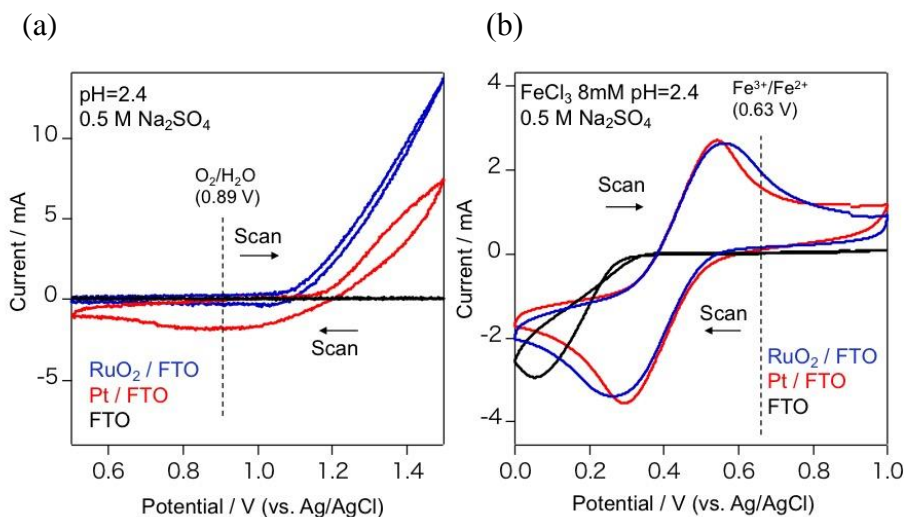 (a)
pH=2.4
0.5 M Na₂SO₄
O₂/H₂O
(0.89 V)
Scan
Scan
RuO₂ / FTO
Pt / FTO
FTO
Current / mA
10
5
0
-5
0.6 0.8 1.0 1.2 1.4
Potential / V (vs. Ag/AgCl)
(b)
FeCl₃ 8mM pH=2.4
0.5 M Na₂SO₄
Fe³⁺/Fe²⁺
(0.63 V)
Scan
Scan
RuO₂ / FTO
Pt / FTO
FTO
Current / mA
4
2
0
-2
-4
0.0 0.2 0.4 0.6 0.8 1.0
Potential / V (vs. Ag/AgCl)